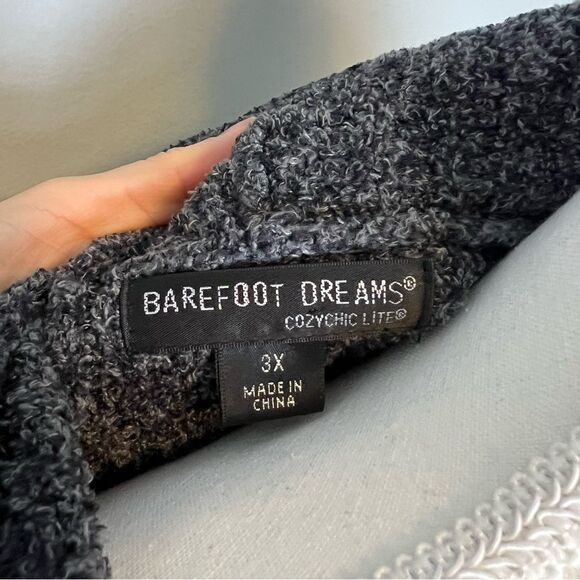 BAREFOOT DREAMS®
COZYCHIC LITE®
3X
MADE IN
CHINA